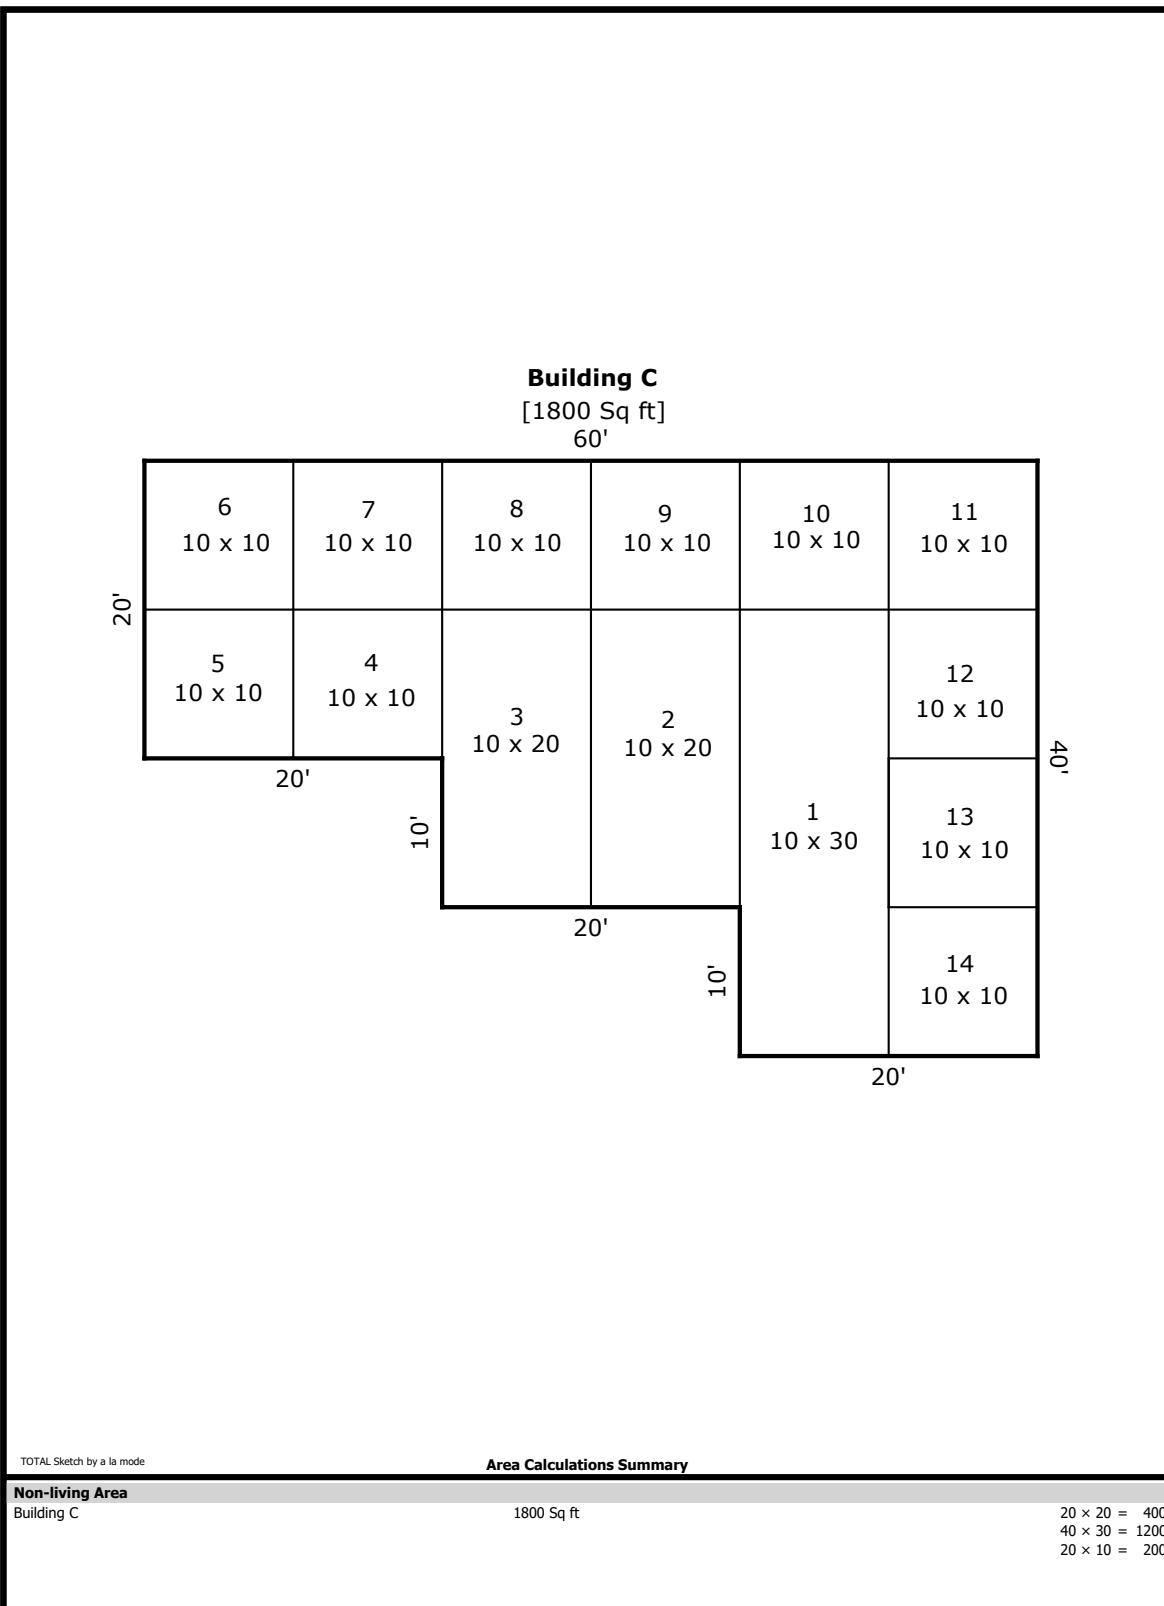 Building C
[1800 Sq ft]
60'
6
10 x 10
7
10 x 10
8
10 x 10
9
10 x 10
10
10 x 10
11
10 x 10
20'
5
10 x 10
4
10 x 10
3
10 x 20
2
10 x 20
1
10 x 30
12
10 x 10
40'
20'
10'
13
10 x 10
20'
10'
14
10 x 10
20'
TOTAL Sketch by a la mode
Area Calculations Summary
Non-living Area
Building C 1800 Sq ft 20 × 20 = 400
40 × 30 = 1200
20 × 10 = 200